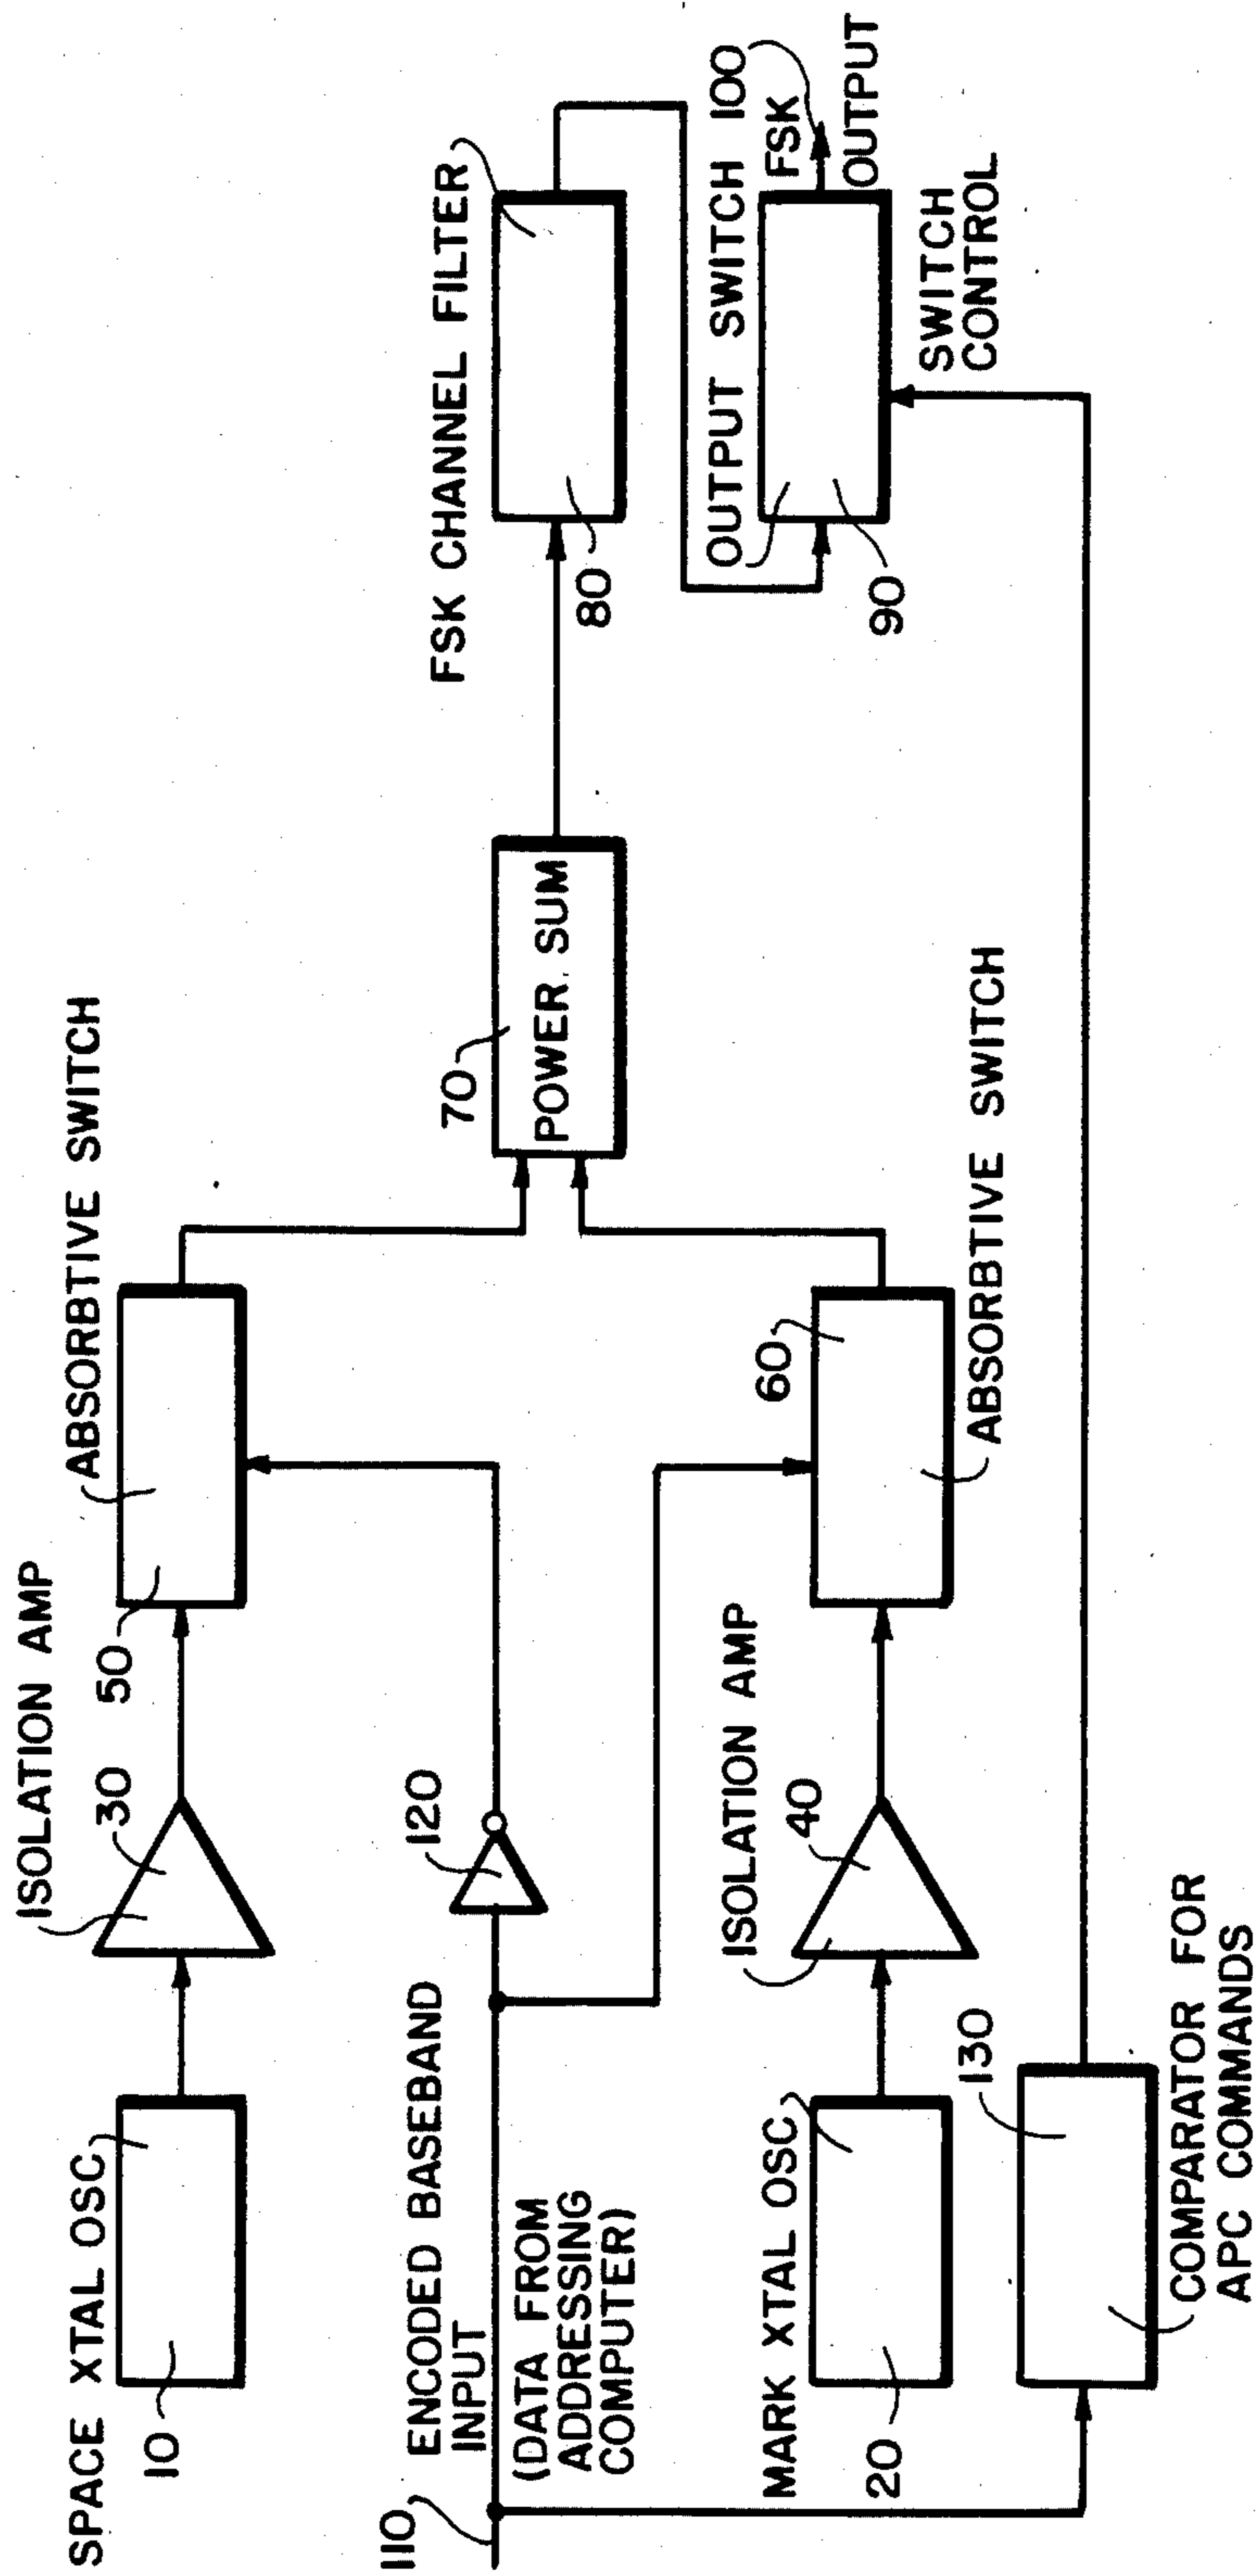 SPACE XTAL OSC
10
ISOLATION AMP
30
50
ABSORBTIVE SWITCH
110
ENCODED BASEBAND
INPUT
(DATA FROM
ADDRESSING
COMPUTER)
120
70
POWER SUM
FSK CHANNEL FILTER
80
OUTPUT SWITCH
100
FSK
OUTPUT
90
SWITCH
CONTROL
MARK XTAL OSC
20
ISOLATION AMP
40
60
ABSORBTIVE SWITCH
130
COMPARATOR FOR
APC COMMANDS